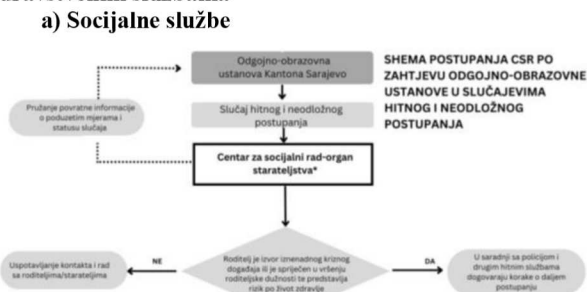 a) Socijalne službe
Odgojno-obrazovna
ustanova Kantona Sarajevo
SHEMA POSTUPANJA CSR PO
ZAHTJEVU ODGOJNO-OBRAZOVNE
USTANOVE U SLUČAJEVIMA
HITNOG I NEODLOŽNOG
POSTUPANJA
Slučaj hitnog i neodložnog
postupanja
Pružanje povratne informacije
o poduzetim mjerama i
statusu slučaja
Centar za socijalni rad-organ
starateljstva*
Uspotavljanje kontakta i rad
sa roditeljima/starateljima
NE
Roditelj je izvor iznenadnog kriznog
događaja ili je spriječen u vršenju
roditeljske dužnosti te predstavlja
rizik po život zdravlje
DA
U saradnji sa policijom i
drugim hitnim službama
dogovaraju korake o daljem
postupanju